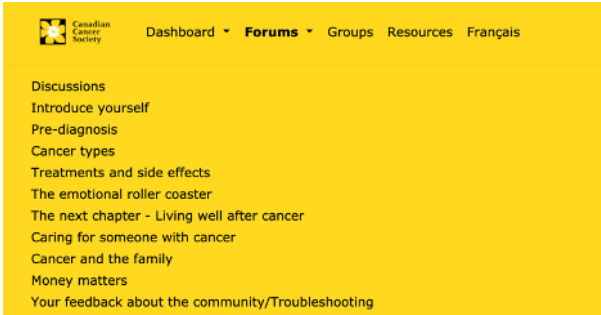 Canadian
Cancer
Society
Dashboard Forums Groups Resources Français
Discussions
Introduce yourself
Pre-diagnosis
Cancer types
Treatments and side effects
The emotional roller coaster
The next chapter - Living well after cancer
Caring for someone with cancer
Cancer and the family
Money matters
Your feedback about the community/Troubleshooting